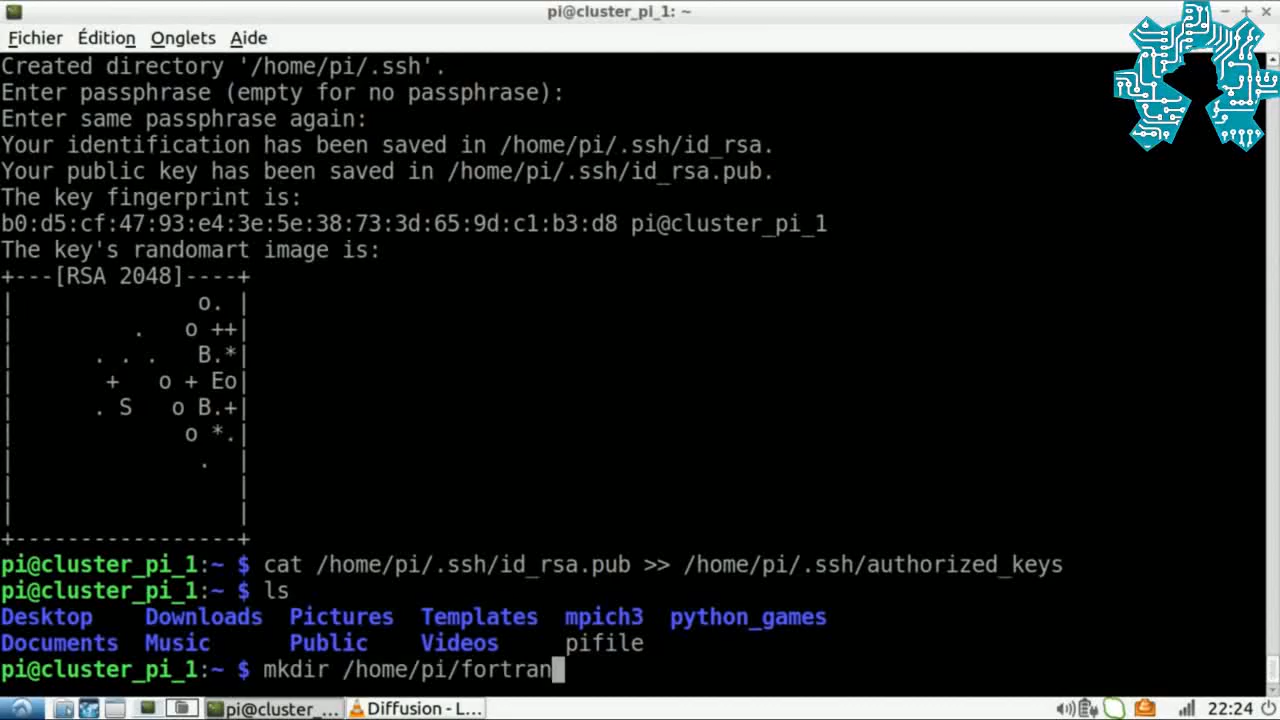 pi@cluster_pi_1: ~
Fichier Édition Onglets Aide
Created directory '/home/pi/.ssh'.
Enter passphrase (empty for no passphrase):
Enter same passphrase again:
Your identification has been saved in /home/pi/.ssh/id_rsa.
Your public key has been saved in /home/pi/.ssh/id_rsa.pub.
The key fingerprint is:
b0:d5:cf:47:93:e4:3e:5e:38:73:3d:65:9d:c1:b3:d8 pi@cluster_pi_1
The key's randomart image is:
+---[RSA 2048]----+
|               o. |
|          .   o ++|
|       . . .   B.*|
|        +   o + Eo|
|       . S   o B.+|
|              o *.|
|               .  |
|                  |
|                  |
+-----------------+
pi@cluster_pi_1:~ $ cat /home/pi/.ssh/id_rsa.pub >> /home/pi/.ssh/authorized_keys
pi@cluster_pi_1:~ $ ls
Desktop Downloads Pictures Templates mpich3 python_games
Documents Music Public Videos pifile
pi@cluster_pi_1:~ $ mkdir /home/pi/fortran
pi@cluster_... Diffusion - L... 22:24